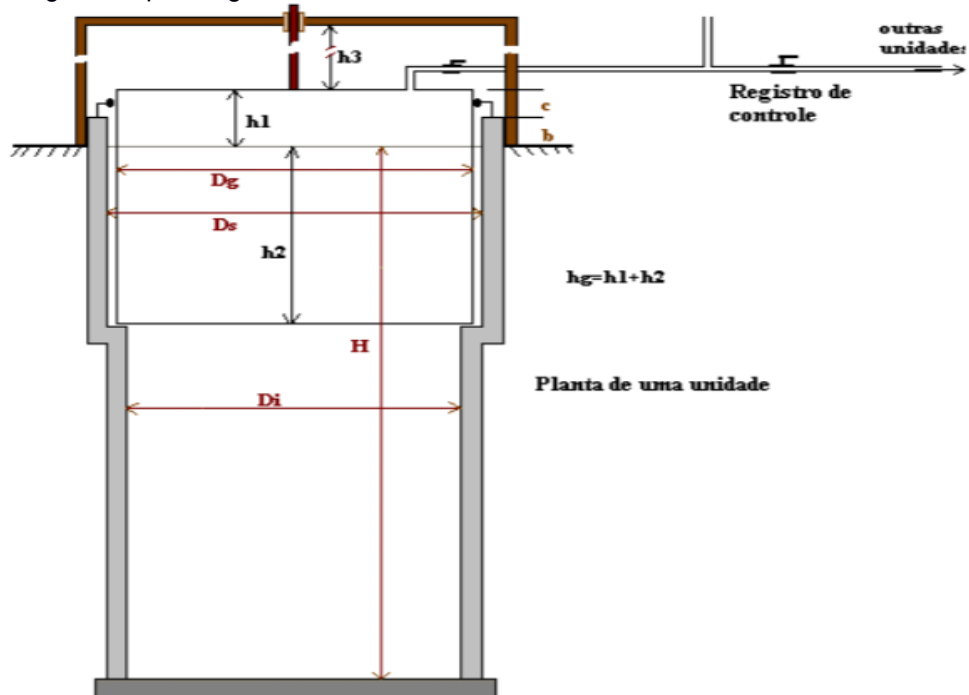 outras
unidades
h3
Registro de
controle
c
h1
b
Dg
Ds
h2
hg=h1+h2
H
Planta de uma unidade
Di